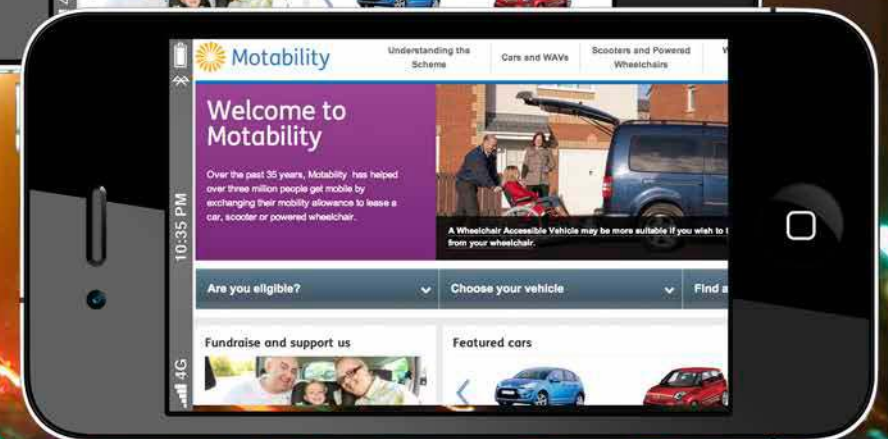 Motability
Understanding the
Scheme
Cars and WAVs
Scooters and Powered
Wheelchairs
W
Welcome to
Motability
Over the past 35 years, Motability has helped
over three million people get mobile by
exchanging their mobility allowance to lease a
car, scooter or powered wheelchair.
A Wheelchair Accessible Vehicle may be more suitable if you wish to
from your wheelchair.
Are you eligible?
Choose your vehicle
Find a
Fundraise and support us
Featured cars
10:35 PM
4G